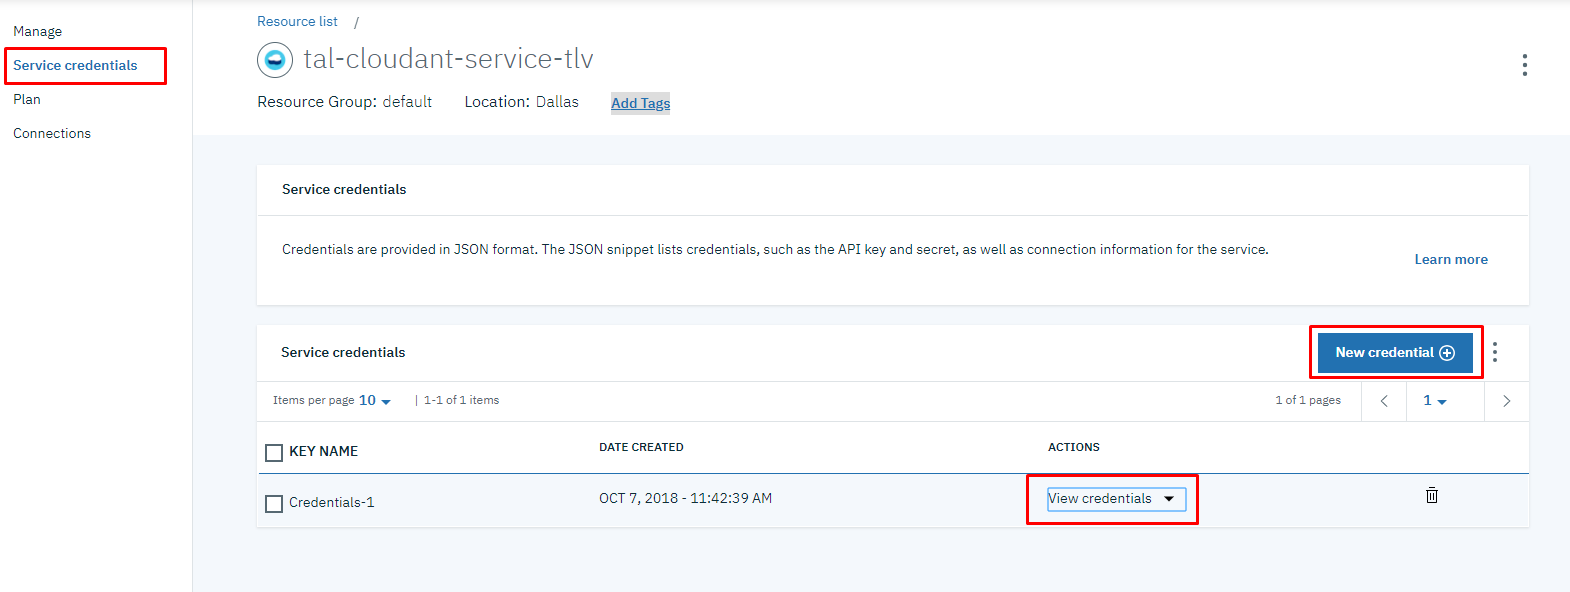 Manage
Service credentials
Plan
Connections
Resource list /
tal-cloudant-service-tlv
Resource Group: default Location: Dallas Add Tags
Service credentials
Credentials are provided in JSON format. The JSON snippet lists credentials, such as the API key and secret, as well as connection information for the service.
Learn more
Service credentials
New credential
Items per page 10 | 1-1 of 1 items
1 of 1 pages 1
KEY NAME DATE CREATED ACTIONS
Credentials-1 OCT 7, 2018 - 11:42:39 AM View credentials